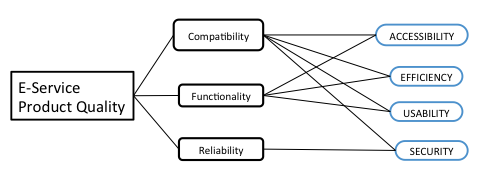 E-Service
Product Quality
Compatibility
Functionality
Reliability
ACCESSIBILITY
EFFICIENCY
USABILITY
SECURITY